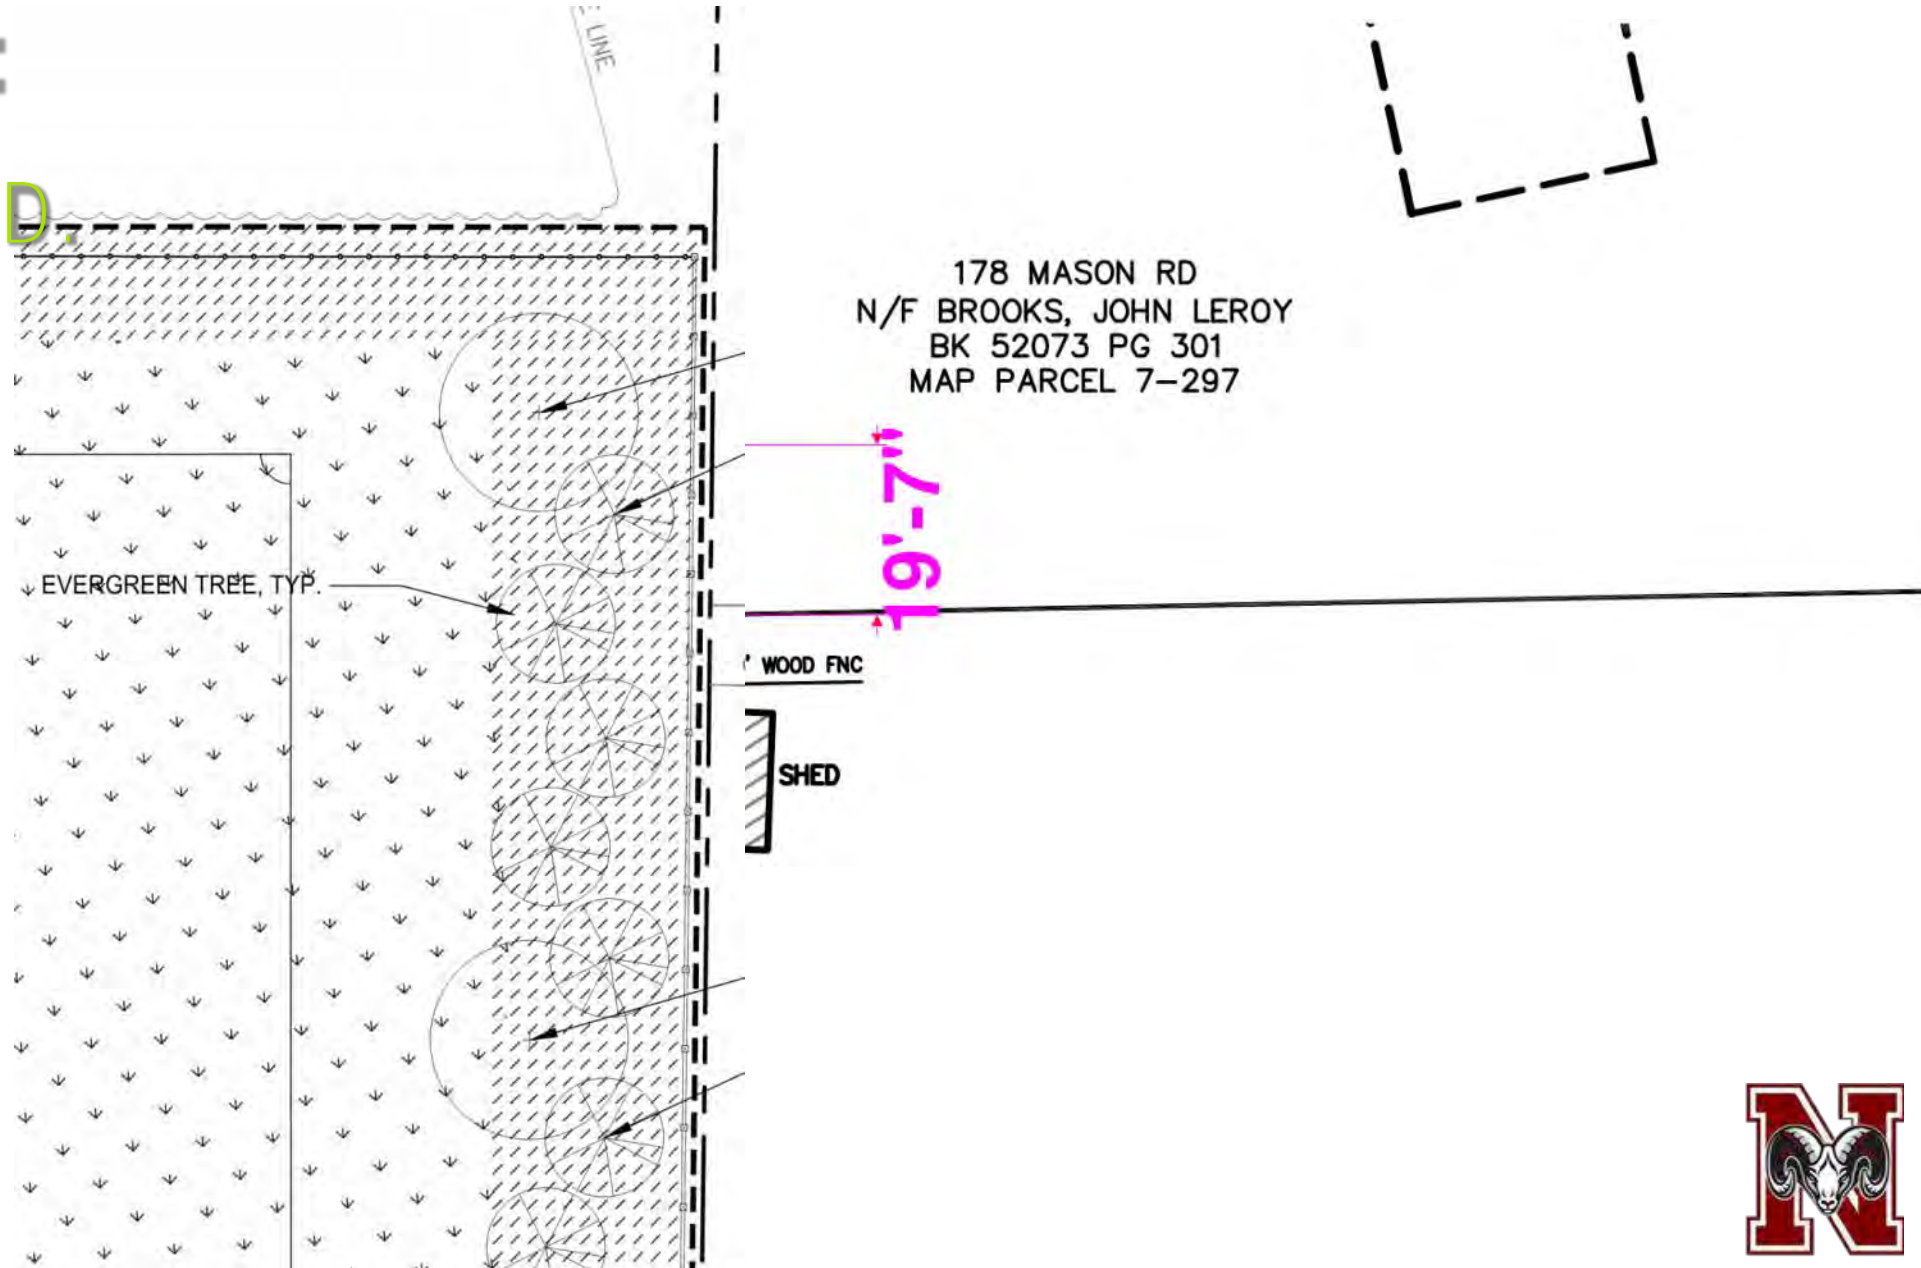 LINE
D.
178 MASON RD
N/F BROOKS, JOHN LEROY
BK 52073 PG 301
MAP PARCEL 7-297
19'-7"
EVERGREEN TREE, TYP.
' WOOD FNC
SHED
N